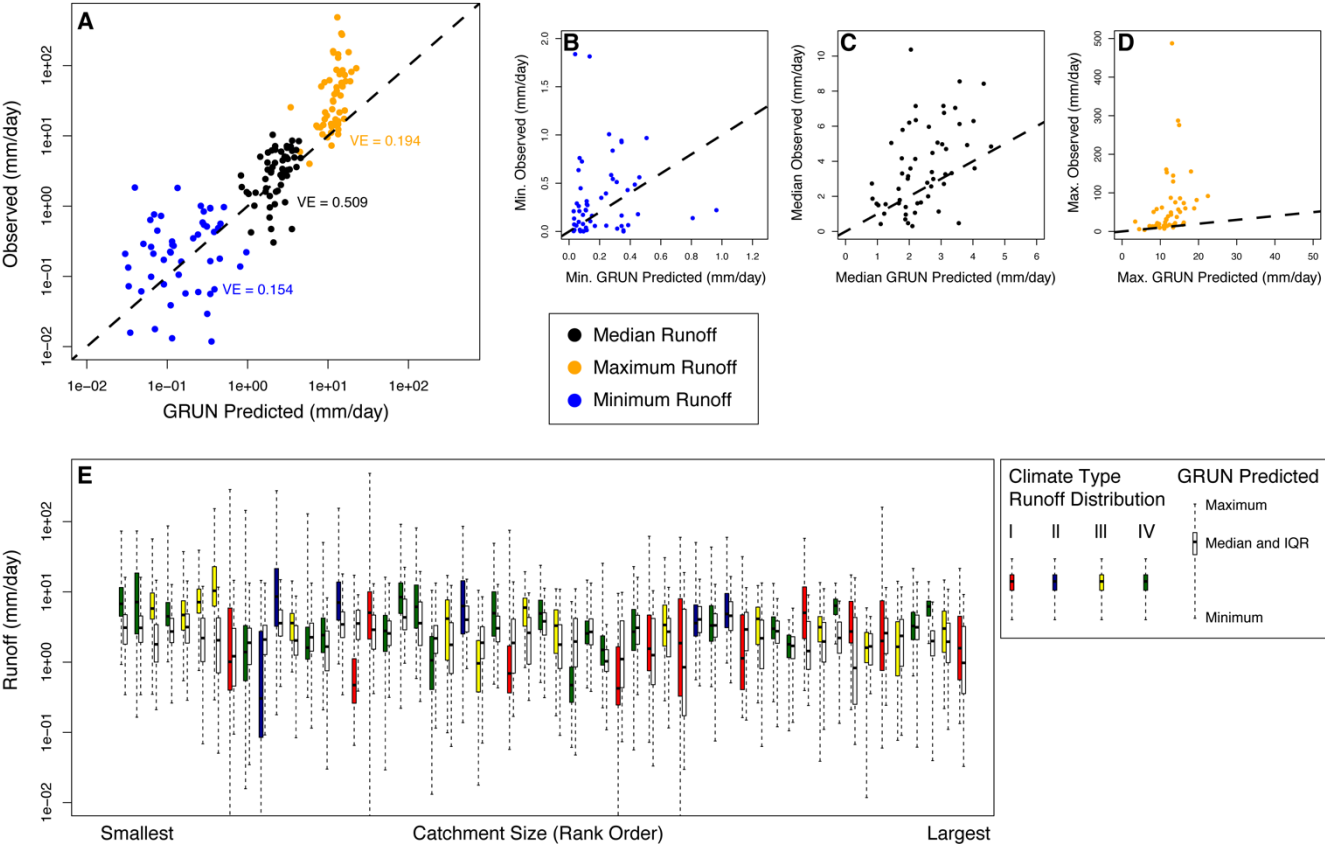 A
Observed (mm/day)
1e+02
1e+01
1e+00
1e−01
1e−02
VE = 0.194
VE = 0.509
VE = 0.154
1e−02 1e−01 1e+00 1e+01 1e+02
GRUN Predicted (mm/day)
B
Min. Observed (mm/day)
2.0
1.5
1.0
0.5
0.0
0.0 0.2 0.4 0.6 0.8 1.0 1.2
Min. GRUN Predicted (mm/day)
C
Median Observed (mm/day)
10
8
6
4
2
0
0 1 2 3 4 5 6
Median GRUN Predicted (mm/day)
D
Max. Observed (mm/day)
500
400
300
200
100
0
0 10 20 30 40 50
Max. GRUN Predicted (mm/day)
Median Runoff
Maximum Runoff
Minimum Runoff
E
Runoff (mm/day)
1e+02
1e+01
1e+00
1e−01
1e−02
Smallest Catchment Size (Rank Order) Largest
Climate Type
Runoff Distribution
I II III IV
GRUN Predicted
Maximum
Median and IQR
Minimum